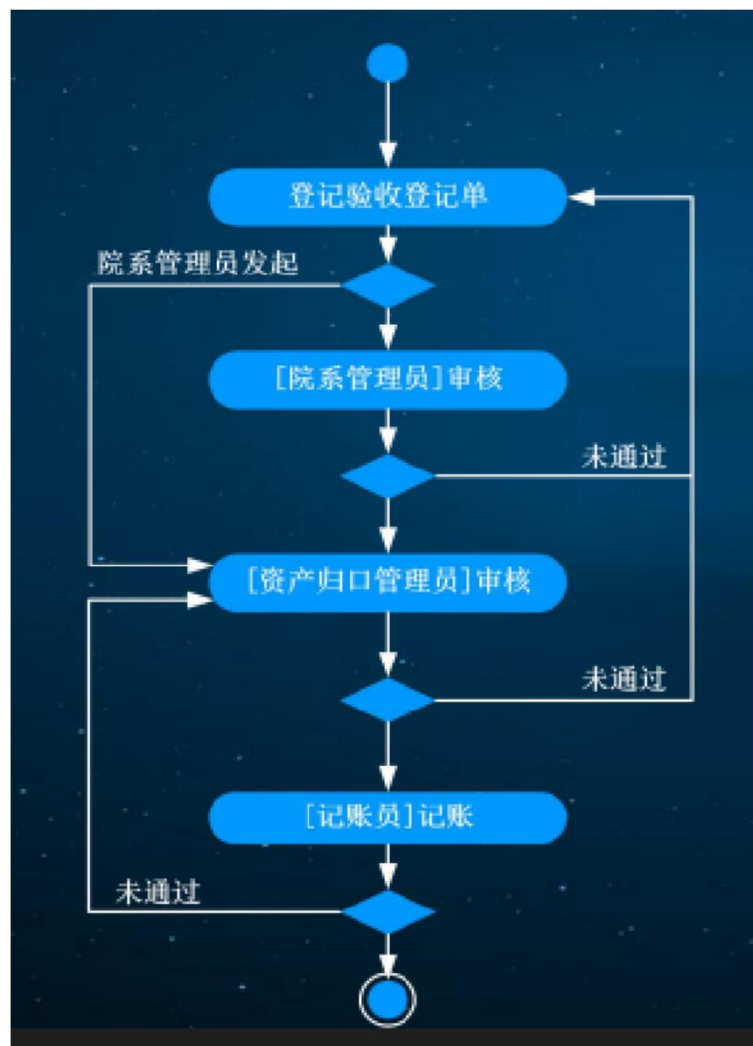 登记验收登记单
院系管理员发起
[院系管理员]审核
未通过
[资产归口管理员]审核
未通过
[记账员]记账
未通过